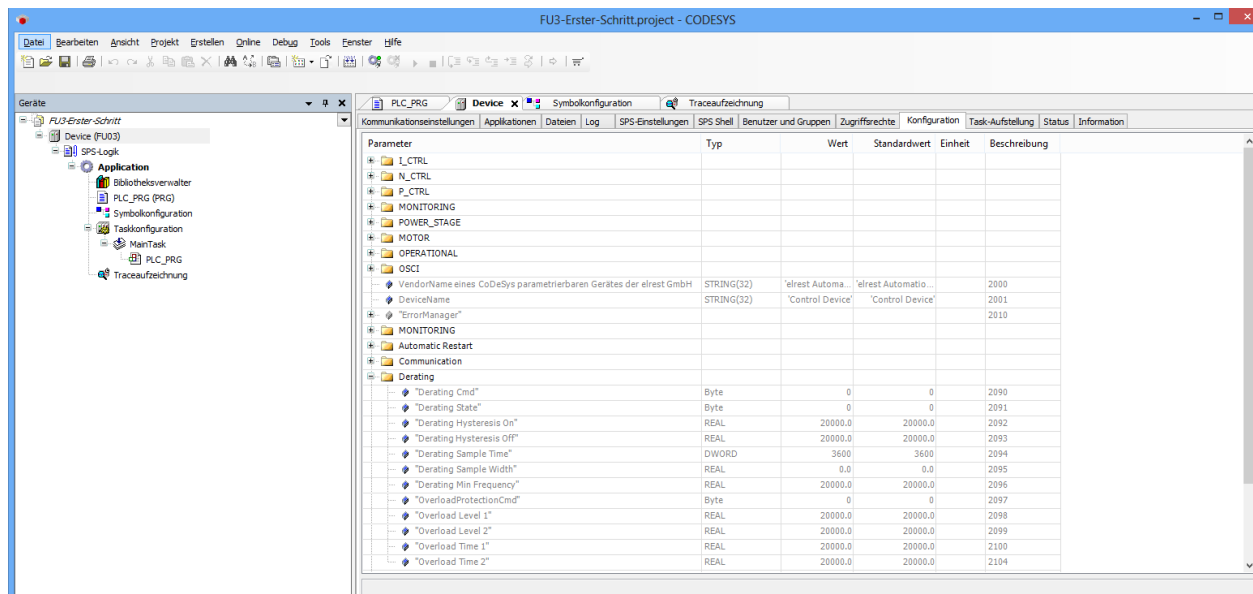 FU3-Erster-Schritt.project - CODESYS
Datei Bearbeiten Ansicht Projekt Erstellen Online Debug Tools Fenster Hilfe
Geräte
FU3-Erster-Schritt
Device (FU03)
SPS-Logik
Application
Bibliotheksverwalter
PLC_PRG (PRG)
Symbolkonfiguration
Taskkonfiguration
MainTask
PLC_PRG
Traceaufzeichnung
PLC_PRG Device Symbolkonfiguration Traceaufzeichnung
Kommunikationseinstellungen Applikationen Dateien Log SPS-Einstellungen SPS Shell Benutzer und Gruppen Zugriffsrechte Konfiguration Task-Aufstellung Status Information
Parameter Typ Wert Standardwert Einheit Beschreibung
I_CTRL
N_CTRL
P_CTRL
MONITORING
POWER_STAGE
MOTOR
OPERATIONAL
OSCI
VendorName eines CoDeSys parametrierbaren Gerätes der elrest GmbH STRING(32) 'elrest Automa... 'elrest Automatio... 2000
DeviceName STRING(32) 'Control Device' 'Control Device' 2001
"ErrorManager" 2010
MONITORING
Automatic Restart
Communication
Derating
"Derating Cmd" Byte 0 0 2090
"Derating State" Byte 0 0 2091
"Derating Hysteresis On" REAL 20000.0 20000.0 2092
"Derating Hysteresis Off" REAL 20000.0 20000.0 2093
"Derating Sample Time" DWORD 3600 3600 2094
"Derating Sample Width" REAL 0.0 0.0 2095
"Derating Min Frequency" REAL 20000.0 20000.0 2096
"OverloadProtectionCmd" Byte 0 0 2097
"Overload Level 1" REAL 20000.0 20000.0 2098
"Overload Level 2" REAL 20000.0 20000.0 2099
"Overload Time 1" REAL 20000.0 20000.0 2100
"Overload Time 2" REAL 20000.0 20000.0 2104